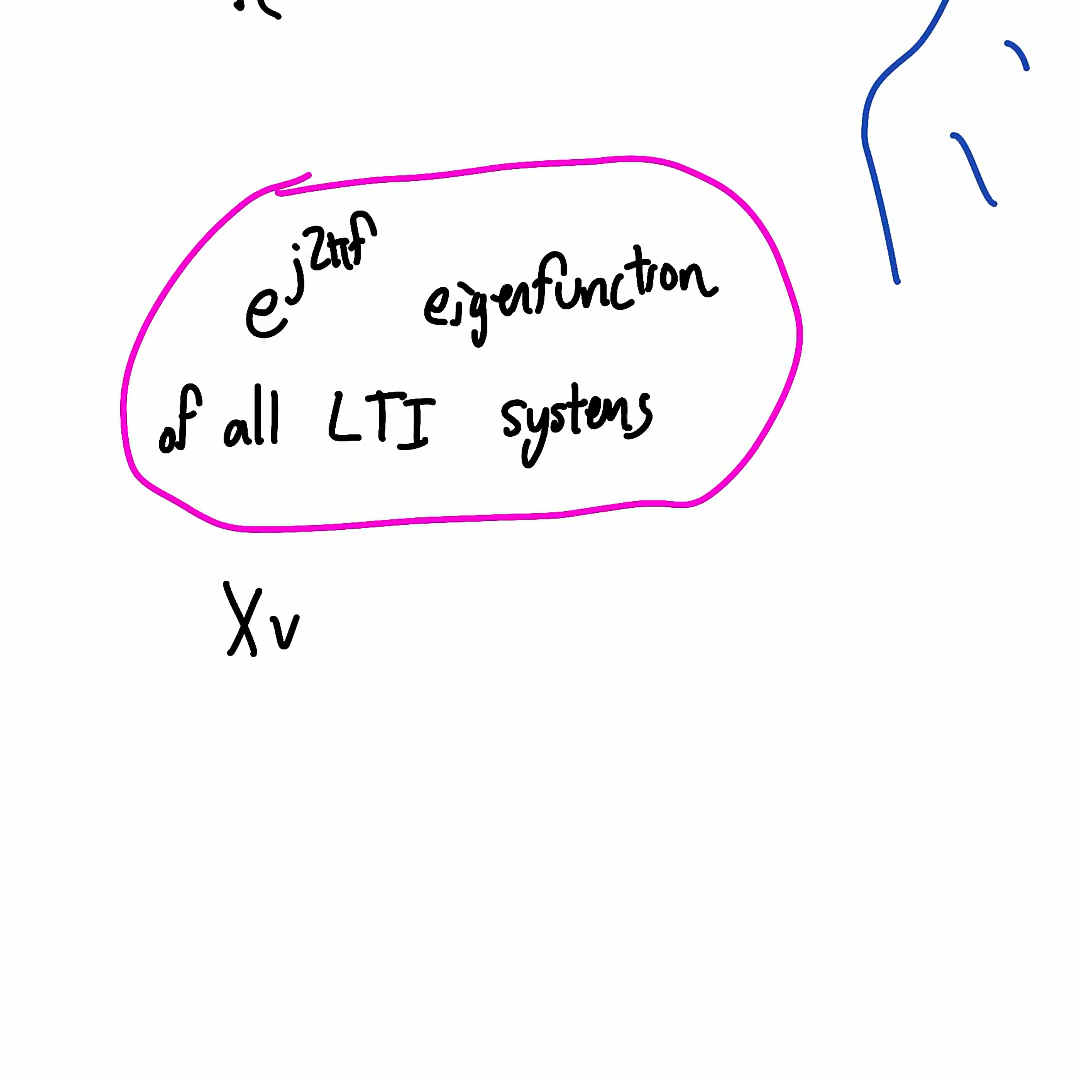 e^{j2πf} eigenfunction
of all LTI systems
Xv